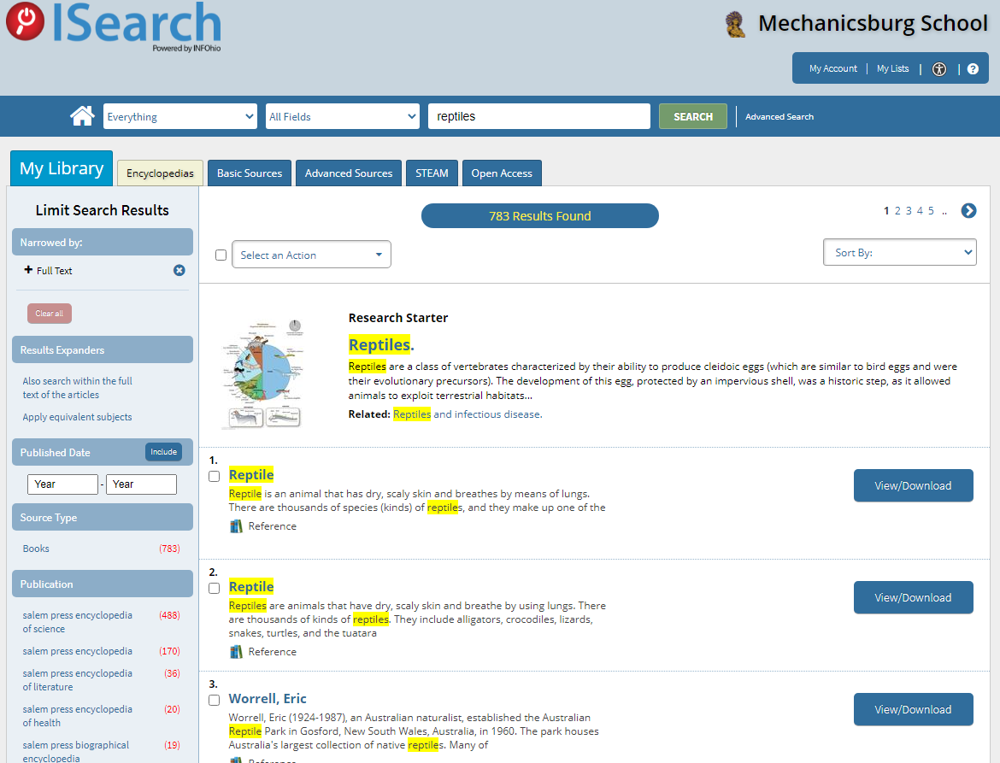 ISearch
Powered by INFOhio
Mechanicsburg School
My Account | My Lists | | ?
Everything All Fields reptiles SEARCH Advanced Search
My Library Encyclopedias Basic Sources Advanced Sources STEAM Open Access
Limit Search Results
Narrowed by:
+ Full Text
Clear all
Results Expanders
Also search within the full
text of the articles
Apply equivalent subjects
Published Date Include
Year - Year
Source Type
Books (783)
Publication
salem press encyclopedia (488)
of science
salem press encyclopedia (170)
salem press encyclopedia (36)
of literature
salem press encyclopedia (20)
of health
salem press biographical (19)
encyclopedia
783 Results Found
1 2 3 4 5 ..
Select an Action
Sort By:
Research Starter
Reptiles.
Reptiles are a class of vertebrates characterized by their ability to produce cleidoic eggs (which are similar to bird eggs and were
their evolutionary precursors). The development of this egg, protected by an impervious shell, was a historic step, as it allowed
animals to exploit terrestrial habitats...
Related: Reptiles and infectious disease.
1.
Reptile
Reptile is an animal that has dry, scaly skin and breathes by means of lungs.
There are thousands of species (kinds) of reptiles, and they make up one of the
Reference
View/Download
2.
Reptile
Reptiles are animals that have dry, scaly skin and breathe by using lungs. There
are thousands of kinds of reptiles. They include alligators, crocodiles, lizards,
snakes, turtles, and the tuatara
Reference
View/Download
3.
Worrell, Eric
Worrell, Eric (1924-1987), an Australian naturalist, established the Australian
Reptile Park in Gosford, New South Wales, Australia, in 1960. The park houses
Australia's largest collection of native reptiles. Many of
Reference
View/Download